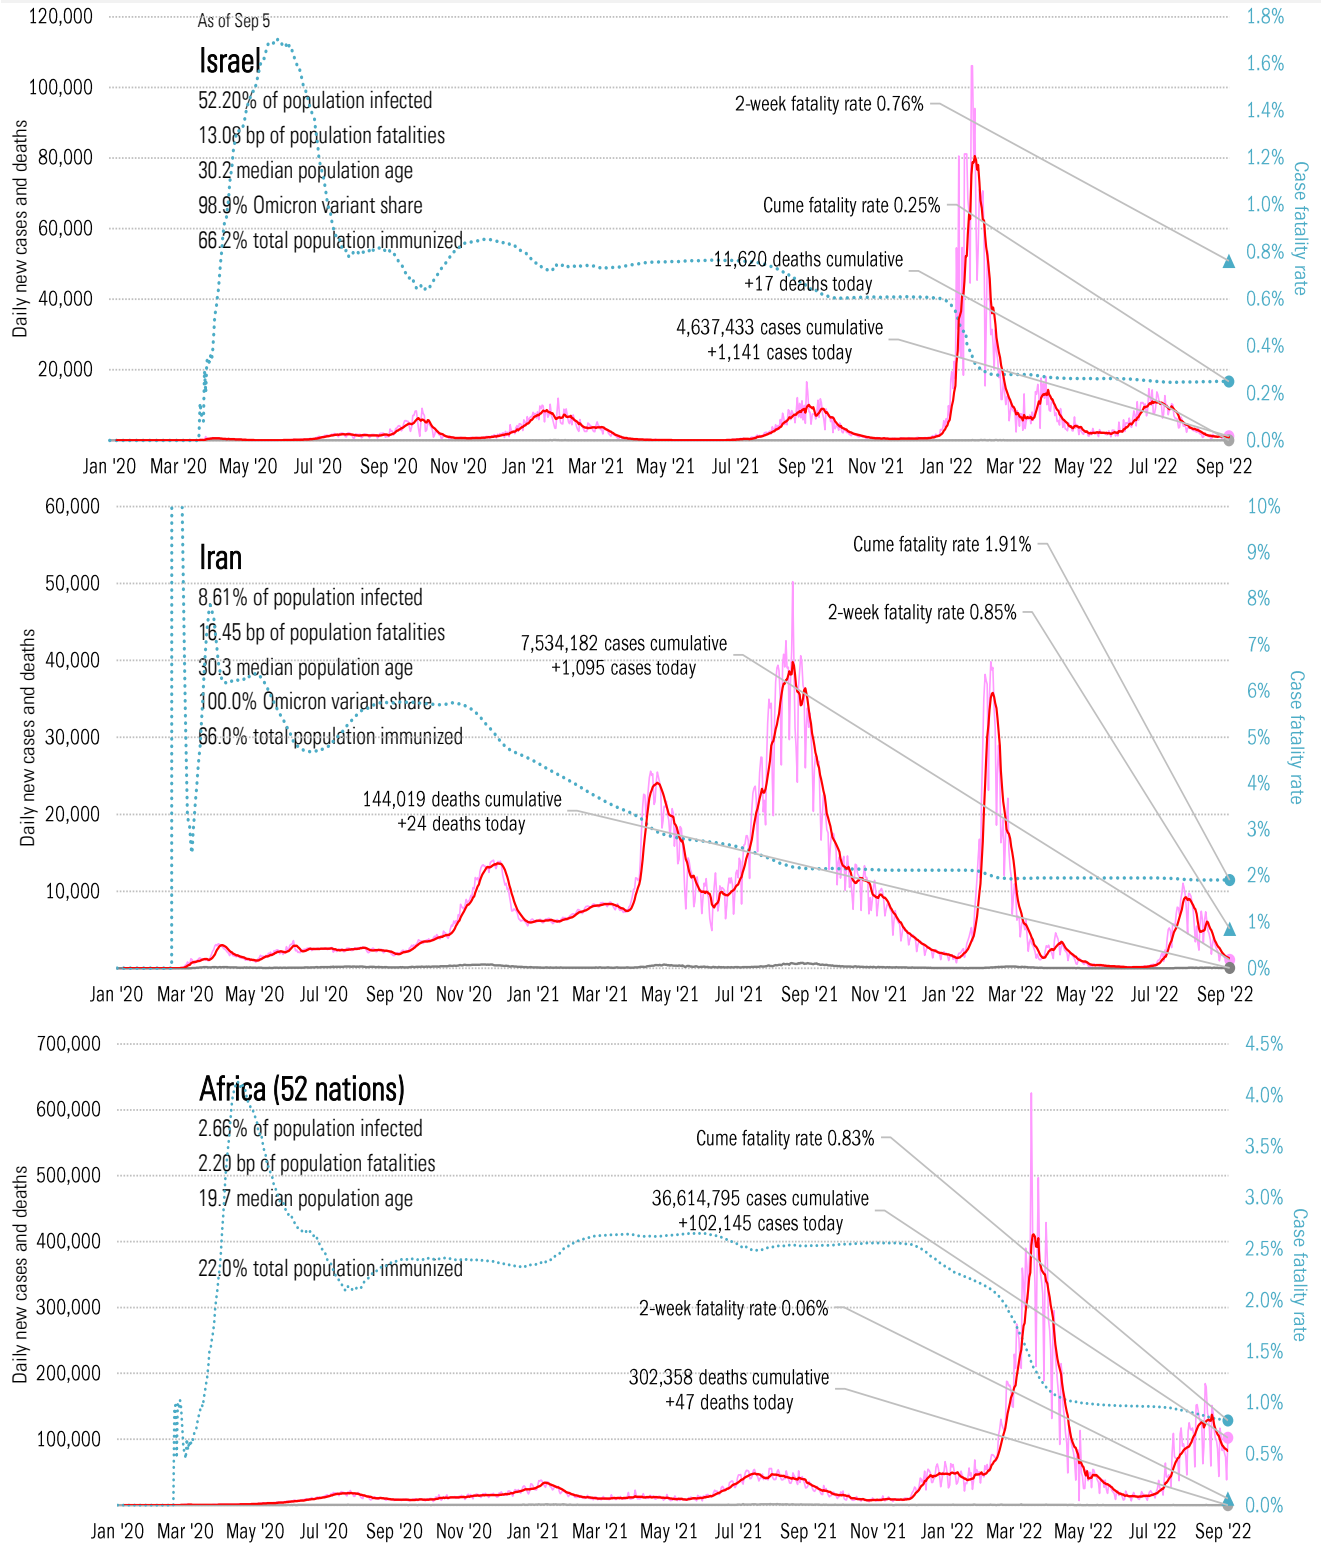 120,000
1.8%
As of Sep 5
Israel
1.6%
100,000
52.20% of population infected
2-week fatality rate 0.76%
1.4%
13.08 bp of population fatalities
80,000
1.2%
30.2 median population age
98.9% Omicron variant share
Cume fatality rate 0.25%
1.0%
60,000
66.2% total population immunized
0.8%
11,620 deaths cumulative
+17 deaths today
40,000
0.6%
4,637,433 cases cumulative
+1,141 cases today
0.4%
20,000
0.2%
0.0%
Daily new cases and deaths
Case fatality rate
Jan '20 Mar '20 May '20 Jul '20 Sep '20 Nov '20 Jan '21 Mar '21 May '21 Jul '21 Sep '21 Nov '21 Jan '22 Mar '22 May '22 Jul '22 Sep '22
60,000
10%
Iran
Cume fatality rate 1.91%
9%
50,000
8.61% of population infected
8%
2-week fatality rate 0.85%
16.45 bp of population fatalities
7,534,182 cases cumulative
+1,095 cases today
7%
40,000
30.3 median population age
6%
100.0% Omicron variant share
30,000
66.0% total population immunized
5%
4%
144,019 deaths cumulative
+24 deaths today
20,000
3%
2%
10,000
1%
0%
Daily new cases and deaths
Case fatality rate
Jan '20 Mar '20 May '20 Jul '20 Sep '20 Nov '20 Jan '21 Mar '21 May '21 Jul '21 Sep '21 Nov '21 Jan '22 Mar '22 May '22 Jul '22 Sep '22
700,000
4.5%
Africa (52 nations)
4.0%
600,000
2.66% of population infected
Cume fatality rate 0.83%
3.5%
2.20 bp of population fatalities
500,000
19.7 median population age
36,614,795 cases cumulative
+102,145 cases today
3.0%
400,000
2.5%
22.0% total population immunized
300,000
2-week fatality rate 0.06%
2.0%
1.5%
200,000
302,358 deaths cumulative
+47 deaths today
1.0%
100,000
0.5%
0.0%
Daily new cases and deaths
Case fatality rate
Jan '20 Mar '20 May '20 Jul '20 Sep '20 Nov '20 Jan '21 Mar '21 May '21 Jul '21 Sep '21 Nov '21 Jan '22 Mar '22 May '22 Jul '22 Sep '22